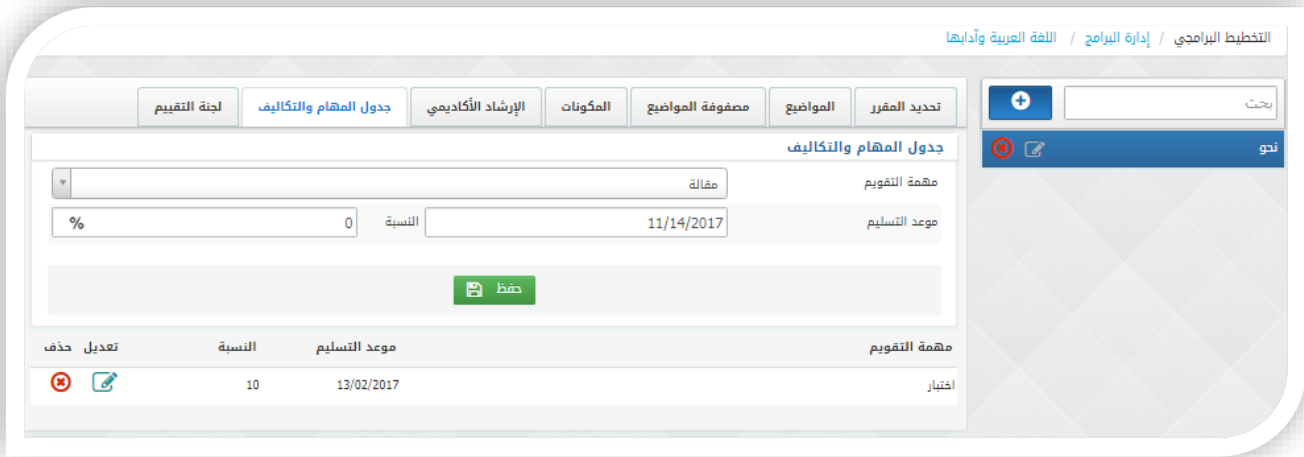 التخطيط البرامجي / إدارة البرامج / اللغة العربية وآدابها
بحث
نحو
تحديد المقرر المواضيع مصفوفة المواضيع المكونات الإرشاد الأكاديمي جدول المهام والتكاليف لجنة التقييم
جدول المهام والتكاليف
مهمة التقويم مقالة
موعد التسليم 11/14/2017 النسبة 0 %
حفظ
مهمة التقويم موعد التسليم النسبة تعديل حذف
اختبار 13/02/2017 10